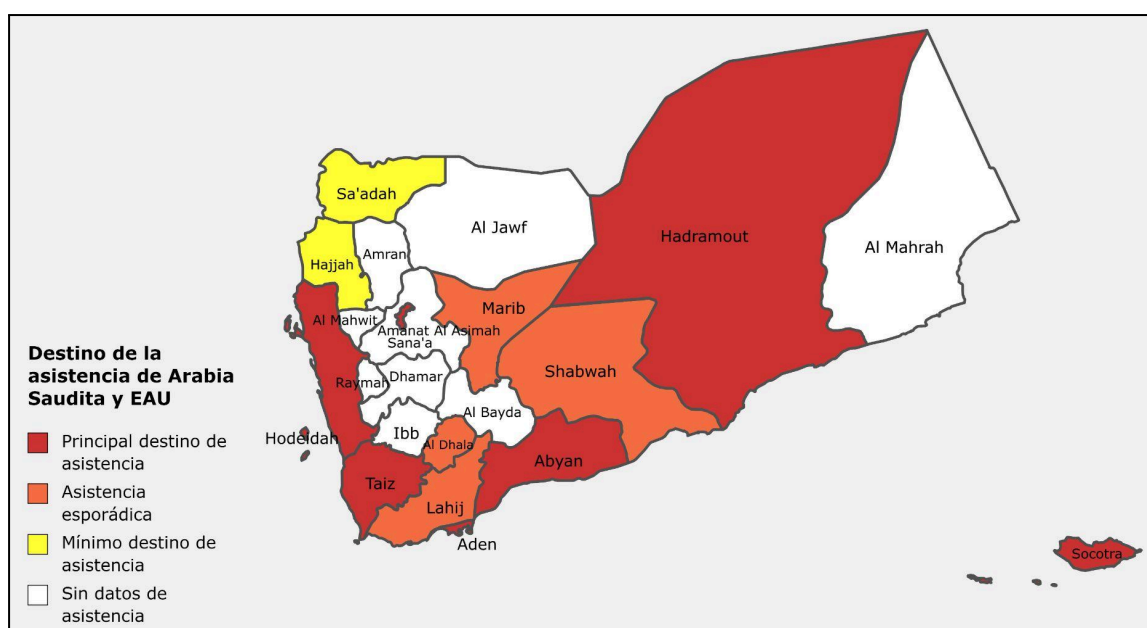 Sa'adah
Al Jawf
Hadramout
Al Mahrah
Hajjah
Amran
Marib
Al Mahwit
Amanat Al Asimah
Sana'a
Shabwah
Raymah
Dhamar
Al Bayda
Hodeidah
Ibb
Al Dhala
Abyan
Taiz
Lahij
Aden
Socotra
Destino de la
asistencia de Arabia
Saudita y EAU
Principal destino de
asistencia
Asistencia
esporádica
Mínimo destino de
asistencia
Sin datos de
asistencia